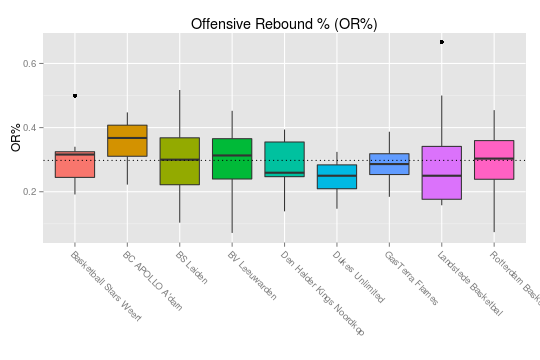 Offensive Rebound % (OR%)
OR%
0.6
0.4
0.2
Basketball Stars Weert
BC APOLLO A'dam
BS Leiden
BV Leeuwarden
Den Helder Kings Noordkop
Dukes Unlimited
GasTerra Flames
Landstede Basketbal
Rotterdam Baske